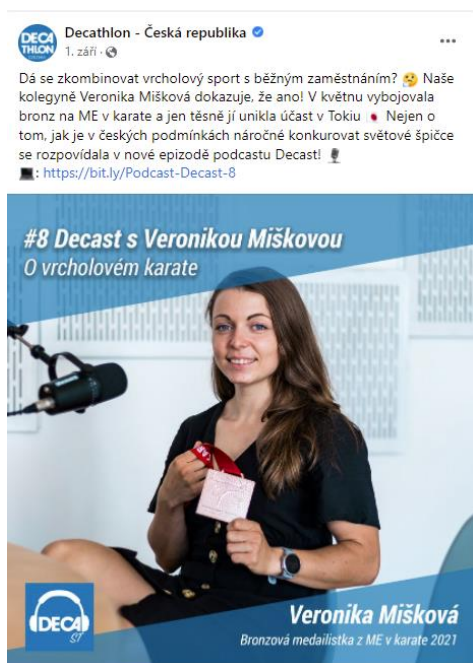 DECA
THLON
Decathlon - Česká republika
1. září ·
Dá se zkombinovat vrcholový sport s běžným zaměstnáním? 🤔 Naše
kolegyně Veronika Mišková dokazuje, že ano! V květnu vybojovala
bronz na ME v karate a jen těsně jí unikla účast v Tokiu 🇯🇵 Nejen o
tom, jak je v českých podmínkách náročné konkurovat světové špičce
se rozpovídala v nové epizodě podcastu Decast! 🎙️
💻: https://bit.ly/Podcast-Decast-8
#8 Decast s Veronikou Miškovou
O vrcholovém karate
DECA
ST
Veronika Mišková
Bronzová medailistka z ME v karate 2021